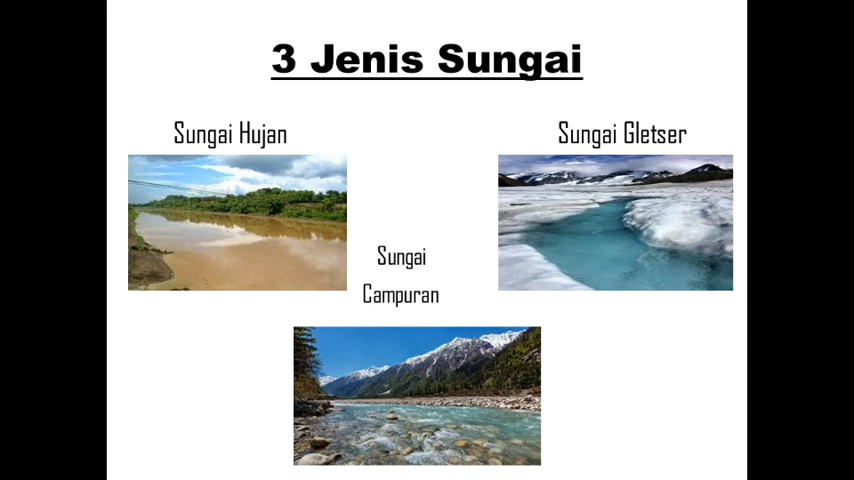 3 Jenis Sungai
Sungai Hujan
Sungai Gletser
Sungai
Campuran